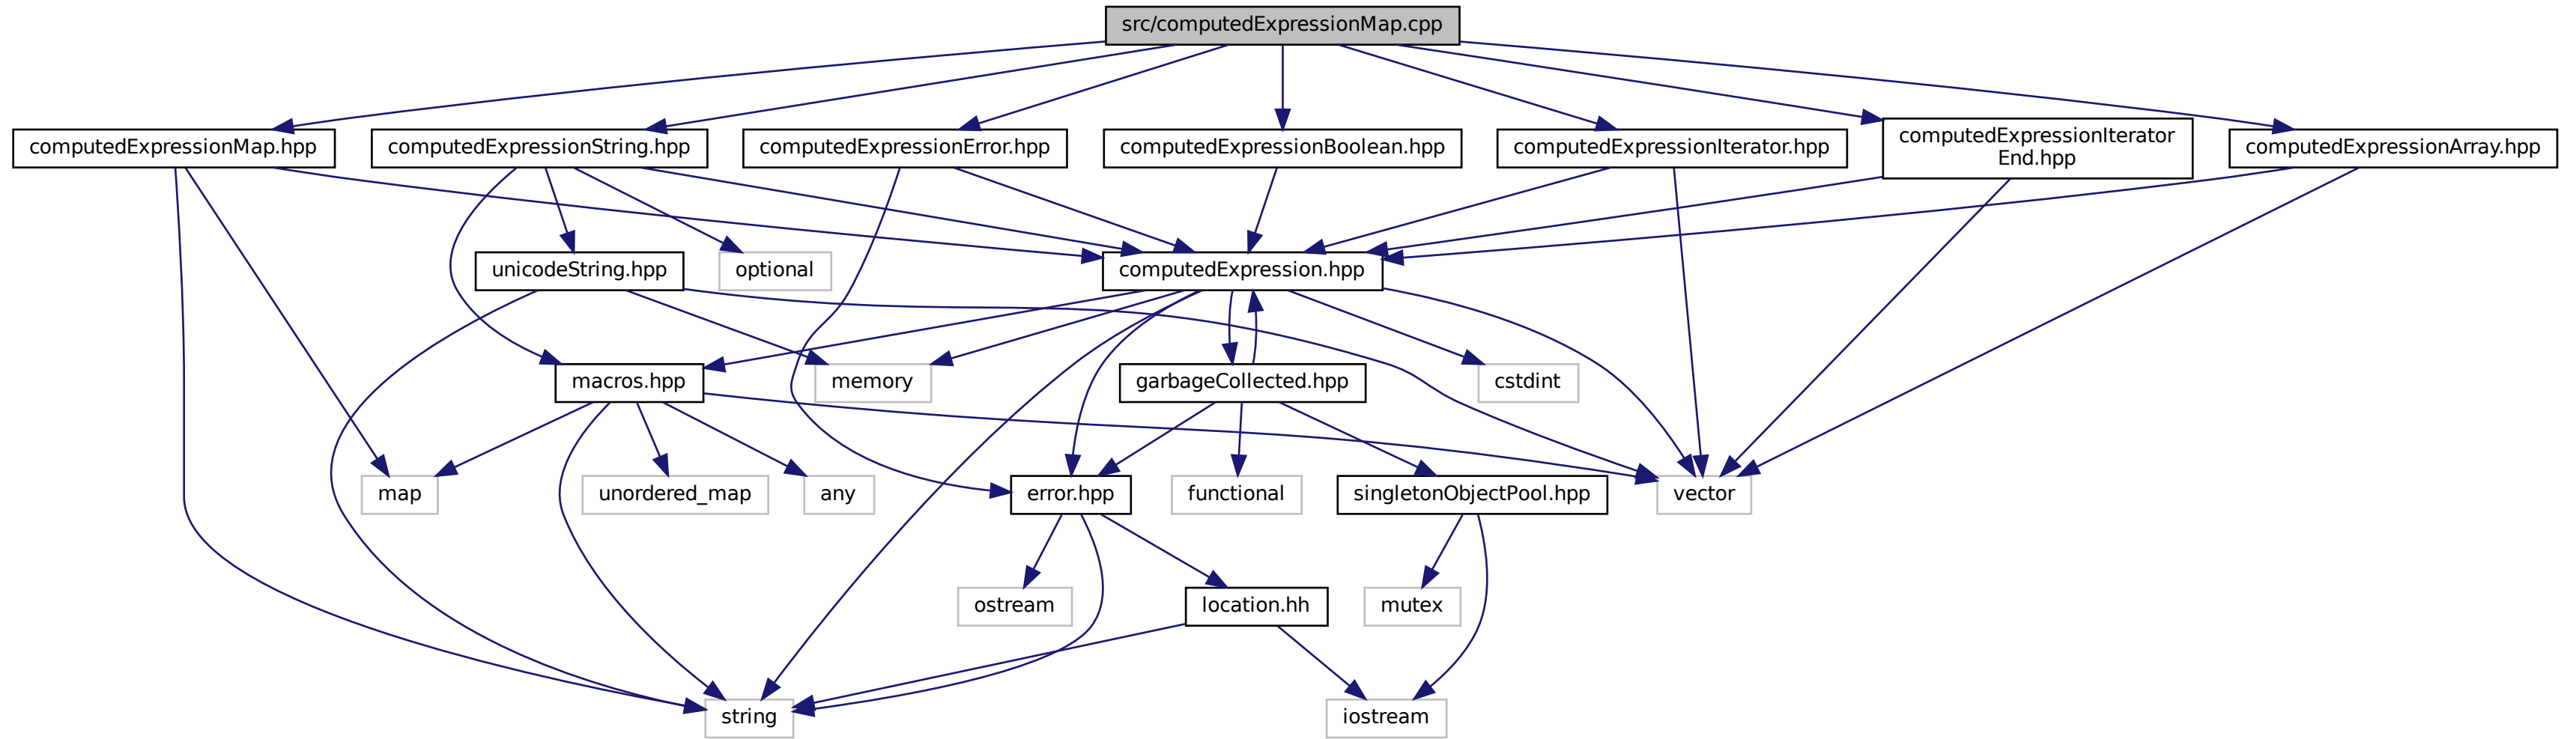 src/computedExpressionMap.cpp
computedExpressionMap.hpp
computedExpressionString.hpp
computedExpressionError.hpp
computedExpressionBoolean.hpp
computedExpressionIterator.hpp
computedExpressionIterator
End.hpp
computedExpressionArray.hpp
unicodeString.hpp
optional
computedExpression.hpp
macros.hpp
memory
garbageCollected.hpp
cstdint
map
unordered_map
any
error.hpp
functional
singletonObjectPool.hpp
vector
ostream
location.hh
mutex
string
iostream